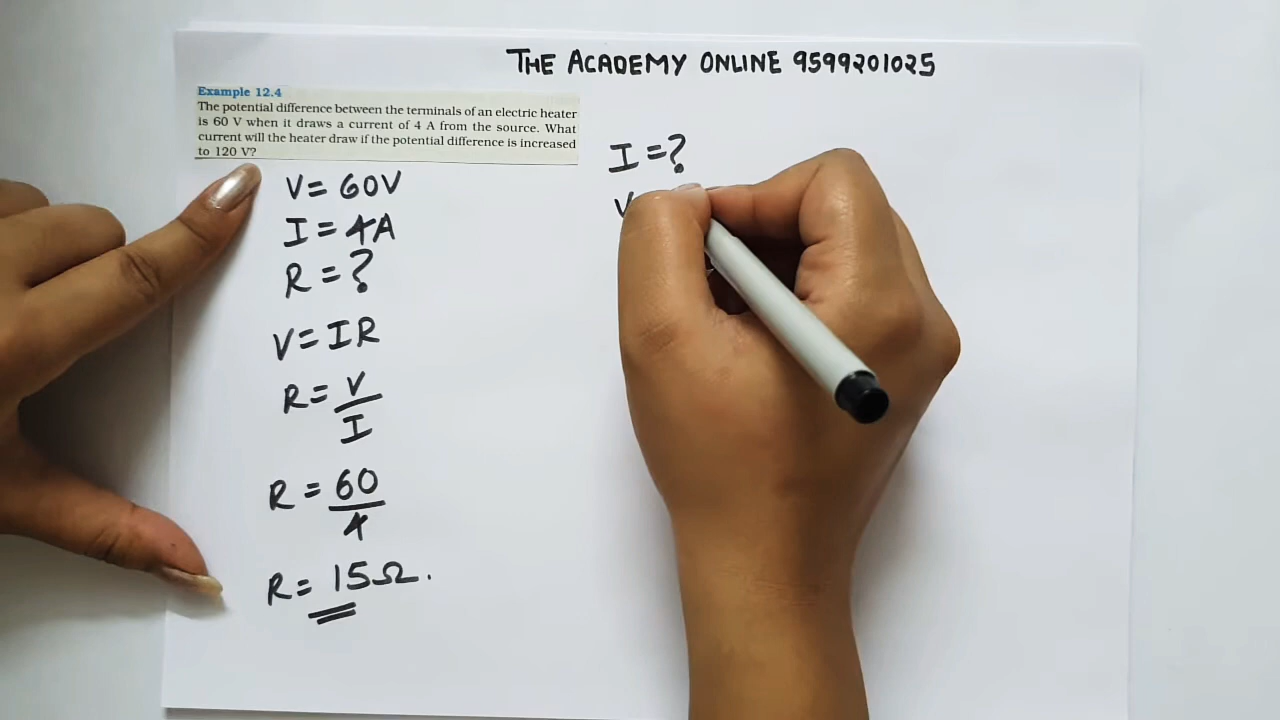 THE ACADEMY ONLINE 9599201025
Example 12.4
The potential difference between the terminals of an electric heater
is 60 V when it draws a current of 4 A from the source. What
current will the heater draw if the potential difference is increased
to 120 V?
V = 60V
I = 4A
R = ?
V = IR
R = V
I
R = 60
4
R = 15Ω.
I = ?
V